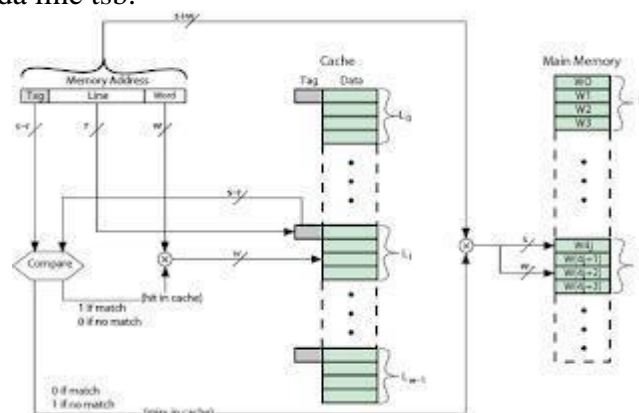 da line tsb.
s+w
Cache
Memory Address
Main Memory
Tag Data
Tag Line Word
W0
W1
W2
W3
L0
s-r
r
w
s-r
Compare
w
Li
s
w
W4j
W(4j+1)
W(4j+2)
W(4j+3)
(hit in cache)
1 if match
0 if no match
Tag
Lm-1
0 if match
1 if no match
(miss in cache)